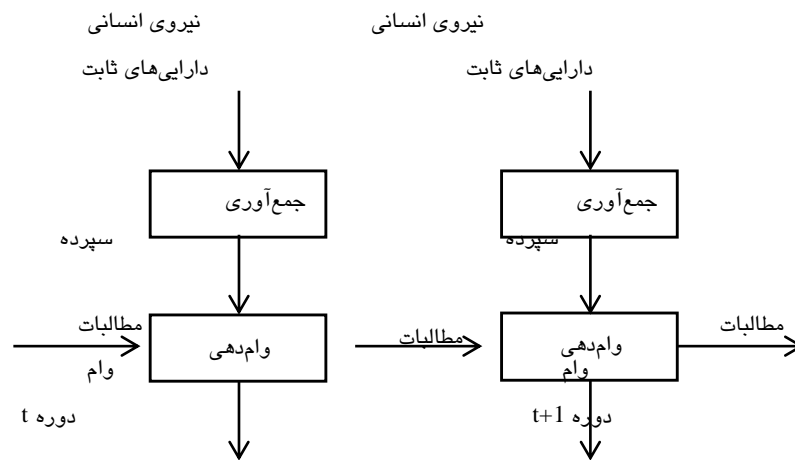 نیروی انسانی
نیروی انسانی
دارایی‌های ثابت
دارایی‌های ثابت
جمع‌آوری
جمع‌آوری
سپرده
سپرده
مطالبات
مطالبات
مطالبات
وام‌دهی
وام‌دهی
وام
وام
دوره t+1
دوره t